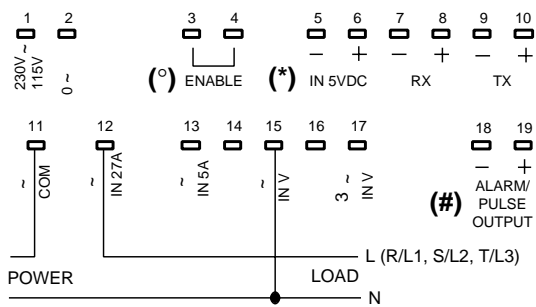 1 2 3 4 5 6 7 8 9 10
230V ~
115V
0 ~
(°) ENABLE
(*) IN 5VDC
− +
RX
− +
TX
− +
11 12 13 14 15 16 17 18 19
~ COM
~ IN 27A
~ IN 5A
~ IN V
3 ~ IN V
− +
(#) ALARM/
PULSE
OUTPUT
L (R/L1, S/L2, T/L3)
POWER LOAD
N